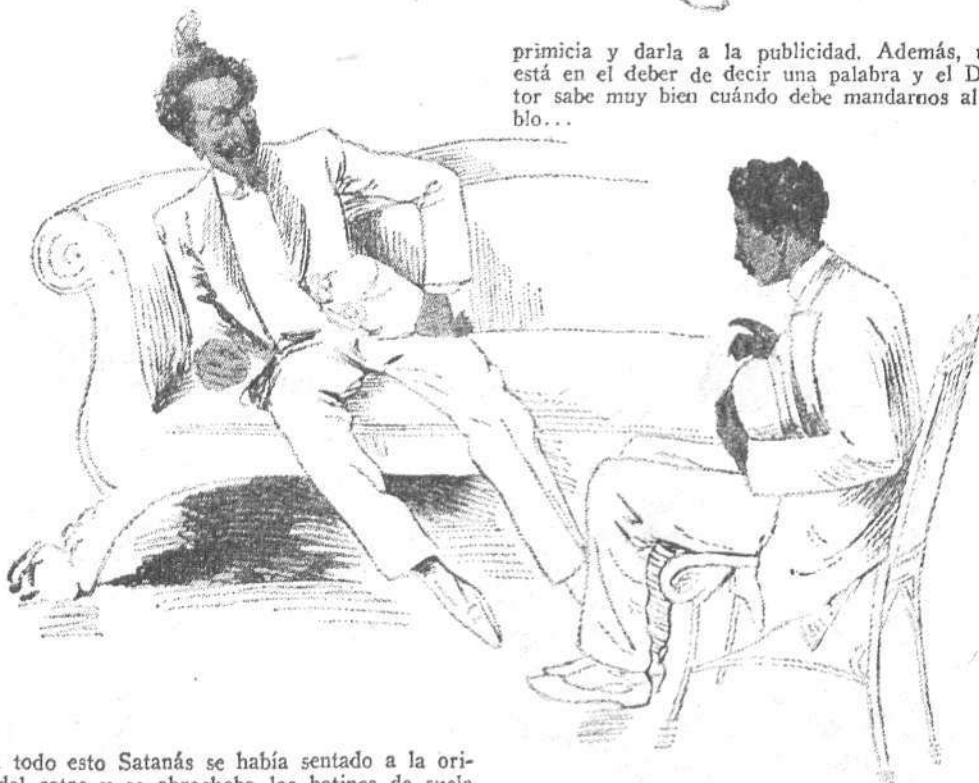 primicia y darla a la publicidad. Además,
está en el deber de decir una palabra y el D
tor sabe muy bien cuándo debe mandarnos al
blo...
todo esto Satanás se había sentado a la ori-